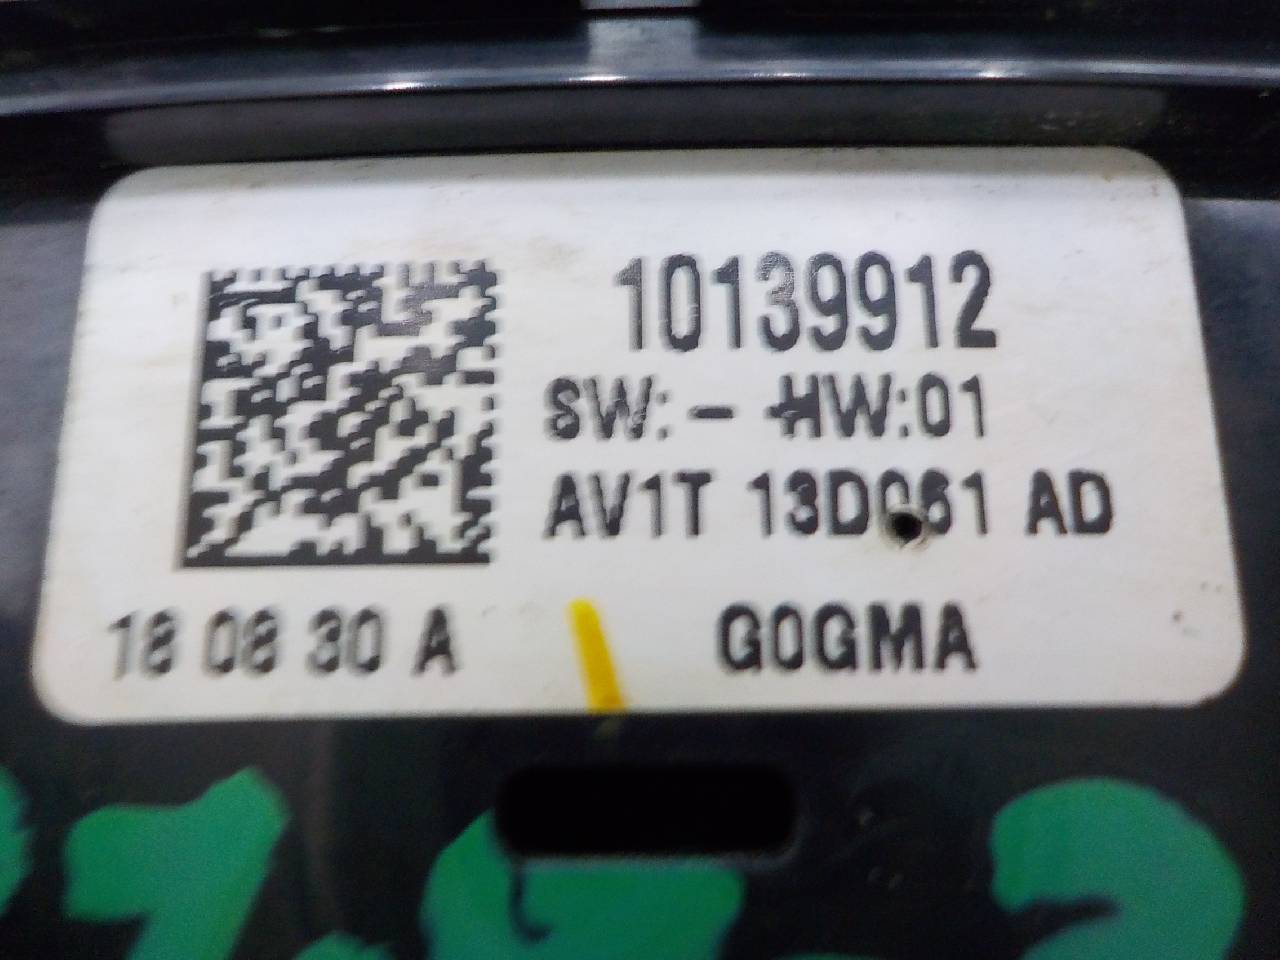 10139912
SW:- HW:01
AV1T 13D061 AD
18 08 30 A
G0GMA